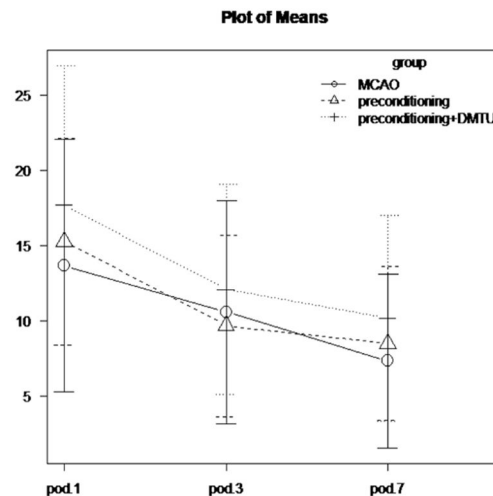 Plot of Means
group
MCAO
preconditioning
preconditioning+DMTU
25
20
15
10
5
pod.1
pod.3
pod.7